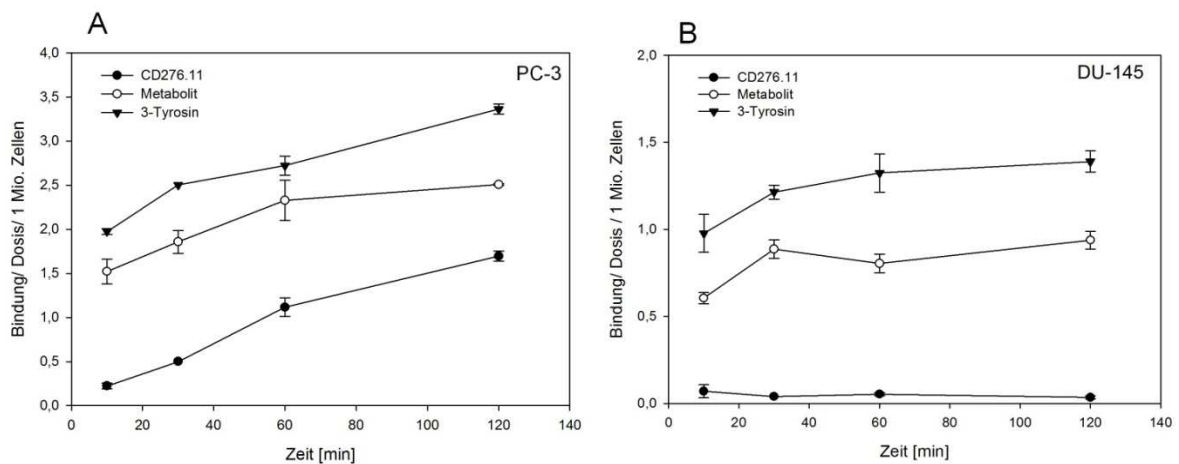 A
4,0
3,5
3,0
2,5
2,0
1,5
1,0
0,5
0,0
Bindung/ Dosis/ 1 Mio. Zellen
CD276.11
Metabolit
3-Tyrosin
PC-3
0 20 40 60 80 100 120 140
Zeit [min]
B
2,0
1,5
1,0
0,5
0,0
Bindung/ Dosis / 1 Mio. Zellen
CD276.11
Metabolit
3-Tyrosin
DU-145
0 20 40 60 80 100 120 140
Zeit [min]